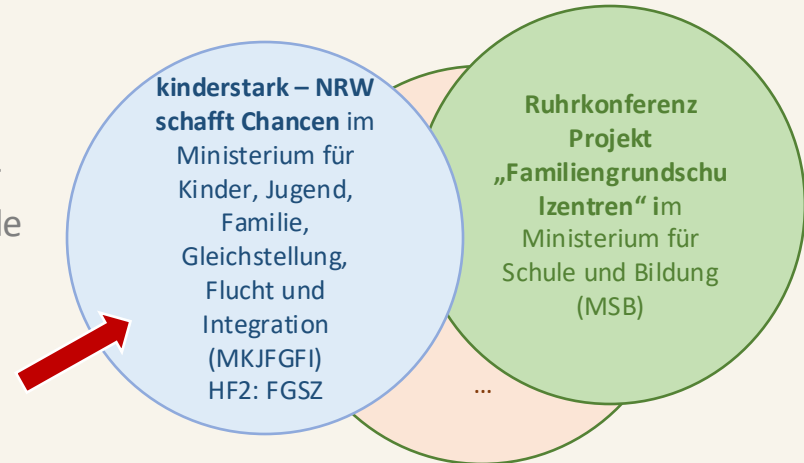 kinderstark – NRW
schafft Chancen im
Ministerium für
Kinder, Jugend,
Familie,
Gleichstellung,
Flucht und
Integration
(MKJFGFI)
HF2: FGSZ
Ruhrkonferenz
Projekt
„Familiengrundschu
lzentren“ im
Ministerium für
Schule und Bildung
(MSB)
...